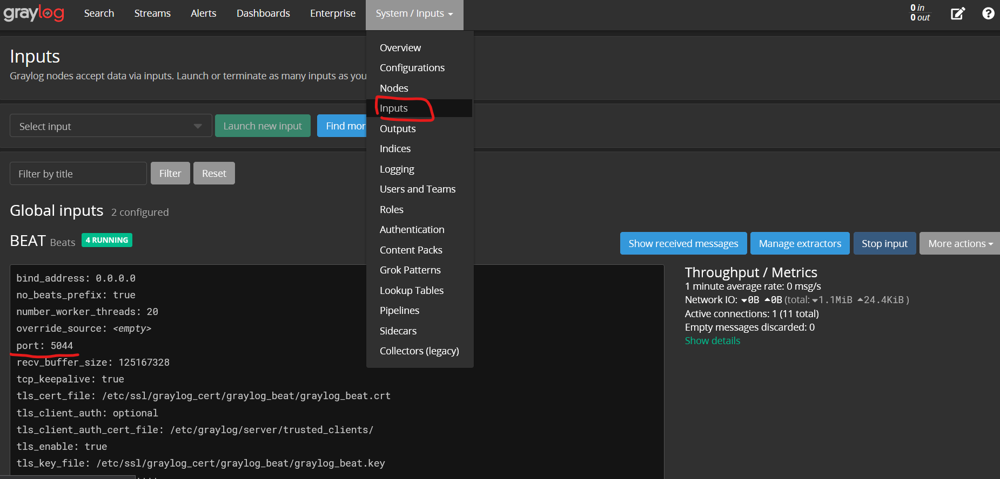 graylog Search Streams Alerts Dashboards Enterprise System / Inputs 0 in
0 out
Overview
Configurations
Nodes
Inputs
Outputs
Indices
Logging
Users and Teams
Roles
Authentication
Content Packs
Grok Patterns
Lookup Tables
Pipelines
Sidecars
Collectors (legacy)
Inputs
Graylog nodes accept data via inputs. Launch or terminate as many inputs as you
Select input Launch new input Find mor
Filter by title Filter Reset
Global inputs 2 configured
BEAT Beats 4 RUNNING Show received messages Manage extractors Stop input More actions
bind_address: 0.0.0.0
no_beats_prefix: true
number_worker_threads: 20
override_source: <empty>
port: 5044
recv_buffer_size: 125167328
tcp_keepalive: true
tls_cert_file: /etc/ssl/graylog_cert/graylog_beat/graylog_beat.crt
tls_client_auth: optional
tls_client_auth_cert_file: /etc/graylog/server/trusted_clients/
tls_enable: true
tls_key_file: /etc/ssl/graylog_cert/graylog_beat/graylog_beat.key
Throughput / Metrics
1 minute average rate: 0 msg/s
Network IO: 0B 0B (total: 1.1MiB 24.4KiB )
Active connections: 1 (11 total)
Empty messages discarded: 0
Show details